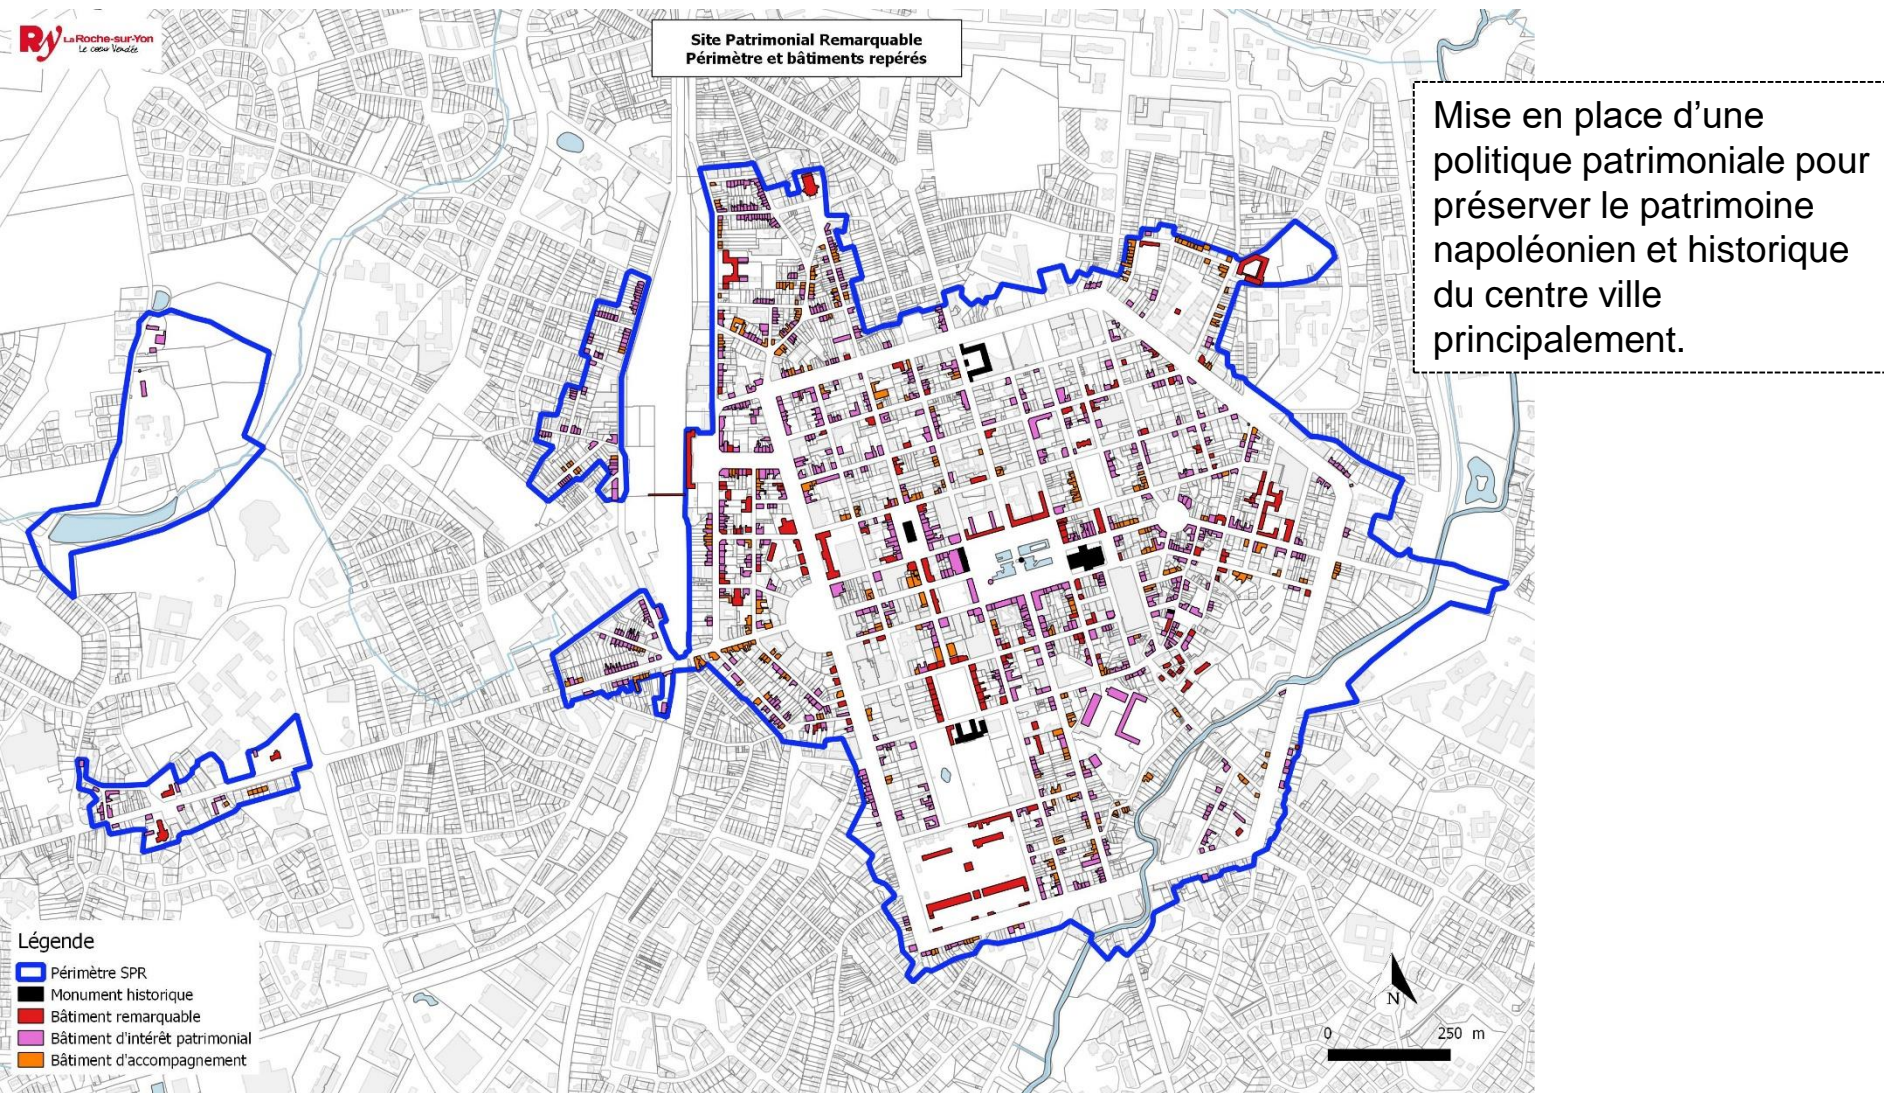 Ry La Roche-sur-Yon
Le cœur Vendée
Site Patrimonial Remarquable
Périmètre et bâtiments repérés
Mise en place d’une
politique patrimoniale pour
préserver le patrimoine
napoléonien et historique
du centre ville
principalement.
Légende
Périmètre SPR
Monument historique
Bâtiment remarquable
Bâtiment d'intérêt patrimonial
Bâtiment d'accompagnement
N
0 250 m